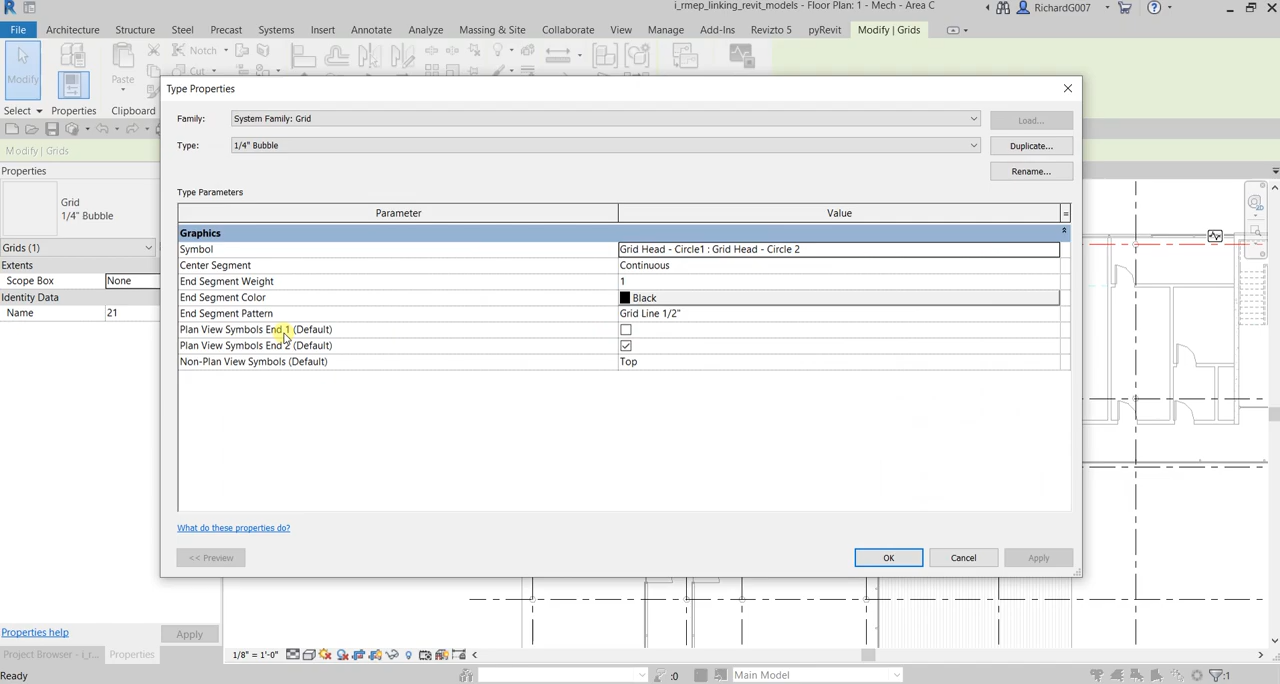 i_rmep_linking_revit_models - Floor Plan: 1 - Mech - Area C
RichardG007
File Architecture Structure Steel Precast Systems Insert Annotate Analyze Massing & Site Collaborate View Manage Add-Ins Revizto 5 pyRevit Modify | Grids
Modify
Paste
Notch
Cut
Select Properties Clipboard
Modify | Grids
Properties
Grid
1/4" Bubble
Grids (1)
Extents
Scope Box None
Identity Data
Name 21
Properties help
Apply
Project Browser - i_r... Properties
Ready
Type Properties
Family: System Family: Grid Load...
Type: 1/4" Bubble Duplicate...
Rename...
Type Parameters
Parameter Value =
Graphics
Symbol Grid Head - Circle1 : Grid Head - Circle 2
Center Segment Continuous
End Segment Weight 1
End Segment Color Black
End Segment Pattern Grid Line 1/2"
Plan View Symbols End 1 (Default)
Plan View Symbols End 2 (Default)
Non-Plan View Symbols (Default) Top
What do these properties do?
<< Preview OK Cancel Apply
1/8" = 1'-0"
:0 Main Model :1